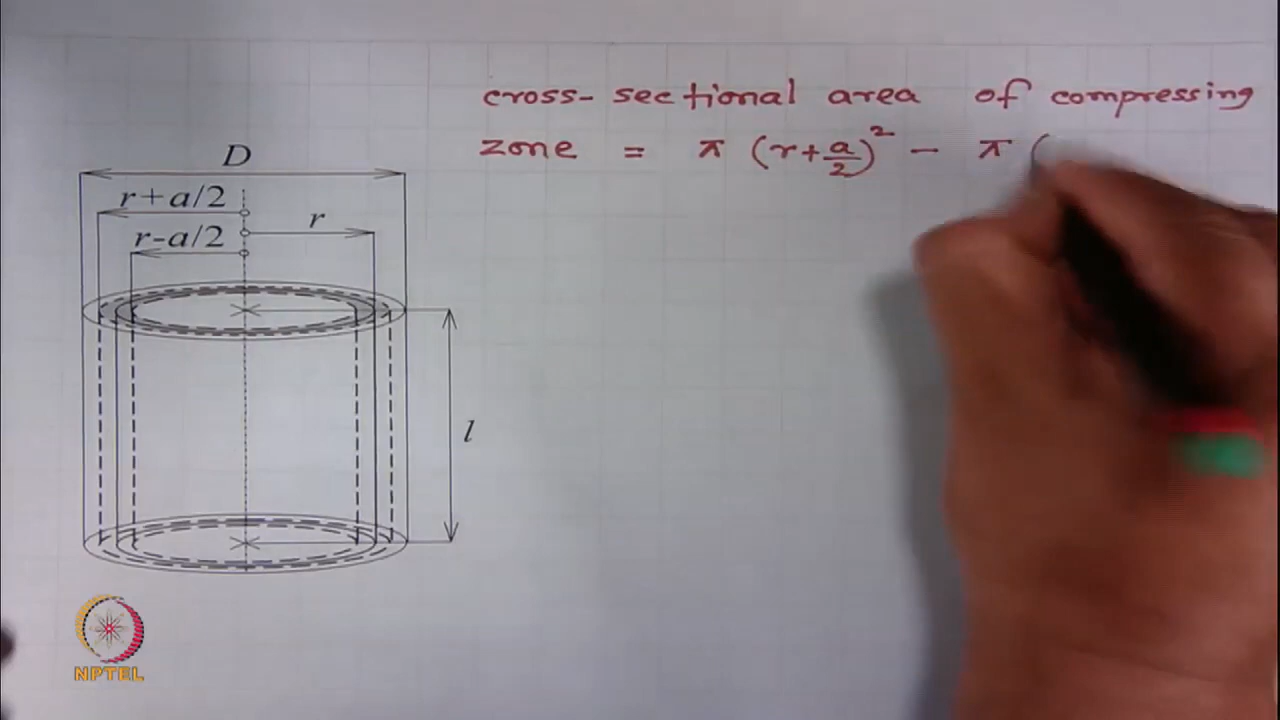 cross-sectional area of compressing
zone = π (r+a/2)² - π (
D
r+a/2
r
r-a/2
l
NPTEL